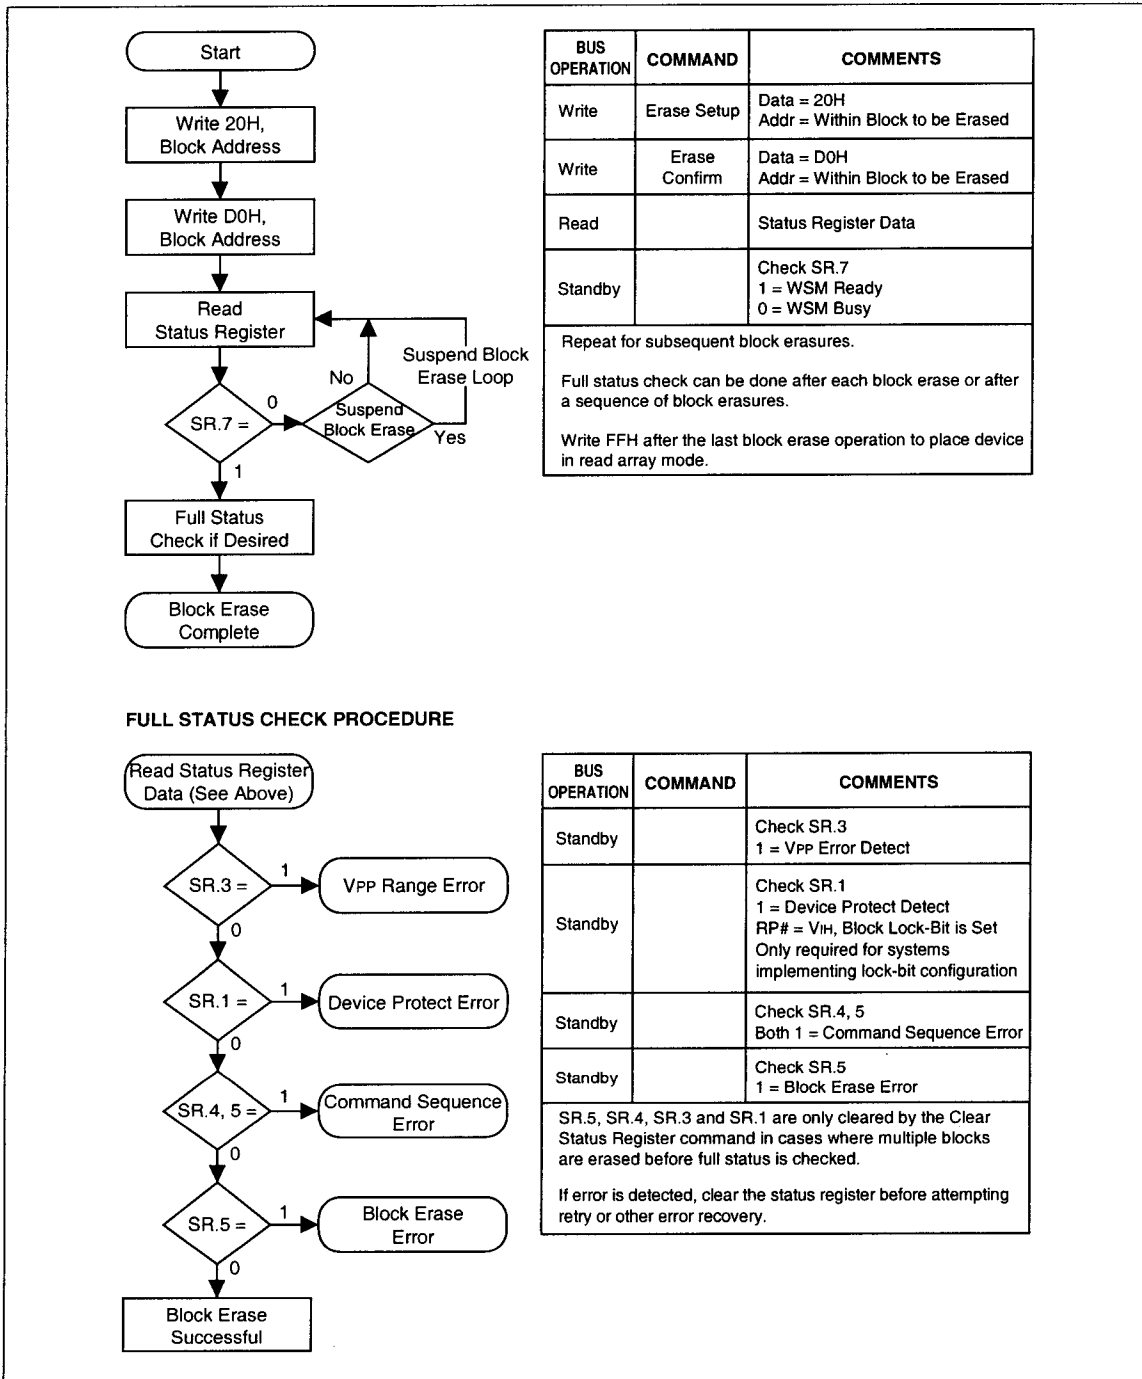 Start
Write 20H,
Block Address
Write D0H,
Block Address
Read
Status Register
SR.7 =
0
1
No
Suspend
Block Erase
Yes
Suspend Block
Erase Loop
Full Status
Check if Desired
Block Erase
Complete
BUS OPERATION COMMAND COMMENTS
Write Erase Setup Data = 20H
Addr = Within Block to be Erased
Write Erase Confirm Data = D0H
Addr = Within Block to be Erased
Read Status Register Data
Standby Check SR.7
1 = WSM Ready
0 = WSM Busy
Repeat for subsequent block erasures.
Full status check can be done after each block erase or after
a sequence of block erasures.
Write FFH after the last block erase operation to place device
in read array mode.
FULL STATUS CHECK PROCEDURE
Read Status Register
Data (See Above)
SR.3 =
1
VPP Range Error
0
SR.1 =
1
Device Protect Error
0
SR.4, 5 =
1
Command Sequence
Error
0
SR.5 =
1
Block Erase
Error
0
Block Erase
Successful
BUS OPERATION COMMAND COMMENTS
Standby Check SR.3
1 = VPP Error Detect
Standby Check SR.1
1 = Device Protect Detect
RP# = VIH, Block Lock-Bit is Set
Only required for systems
implementing lock-bit configuration
Standby Check SR.4, 5
Both 1 = Command Sequence Error
Standby Check SR.5
1 = Block Erase Error
SR.5, SR.4, SR.3 and SR.1 are only cleared by the Clear
Status Register command in cases where multiple blocks
are erased before full status is checked.
If error is detected, clear the status register before attempting
retry or other error recovery.